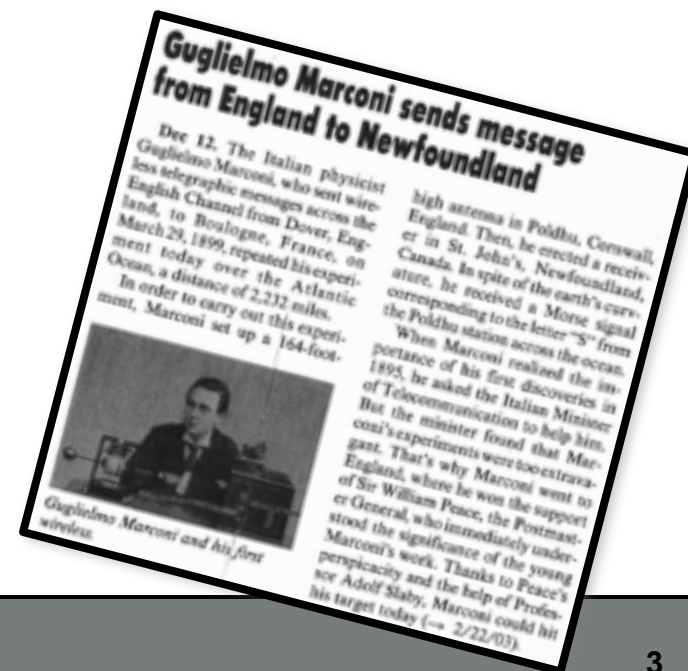 Guglielmo Marconi sends message
from England to Newfoundland
Dec 12. The Italian physicist
Guglielmo Marconi, who sent wire-
less telegraphic messages across the
English Channel from Dover, Eng-
land, to Boulogne, France, on
March 29, 1899, repeated his experi-
ment today over the Atlantic
Ocean, a distance of 2,232 miles.
In order to carry out this experi-
ment, Marconi set up a 164-foot-
Guglielmo Marconi and his first
wireless.
high antenna in Poldhu, Cornwall,
England. Then, he erected a receiv-
er in St. John's, Newfoundland,
Canada. In spite of the earth's curv-
ature, he received a Morse signal
corresponding to the letter "S" from
the Poldhu station across the ocean.
When Marconi realized the im-
portance of his first discoveries in
1895, he asked the Italian Minister
of Telecommunication to help him.
But the minister found that Mar-
coni's experiments were too extrava-
gant. That's why Marconi went to
England, where he won the support
of Sir William Peace, the Postmast-
er General, who immediately under-
stood the significance of the young
Marconi's work. Thanks to Peace's
perspicacity and the help of Profes-
sor Adolf Slaby, Marconi could hit
his target today (→ 2/22/03).
3